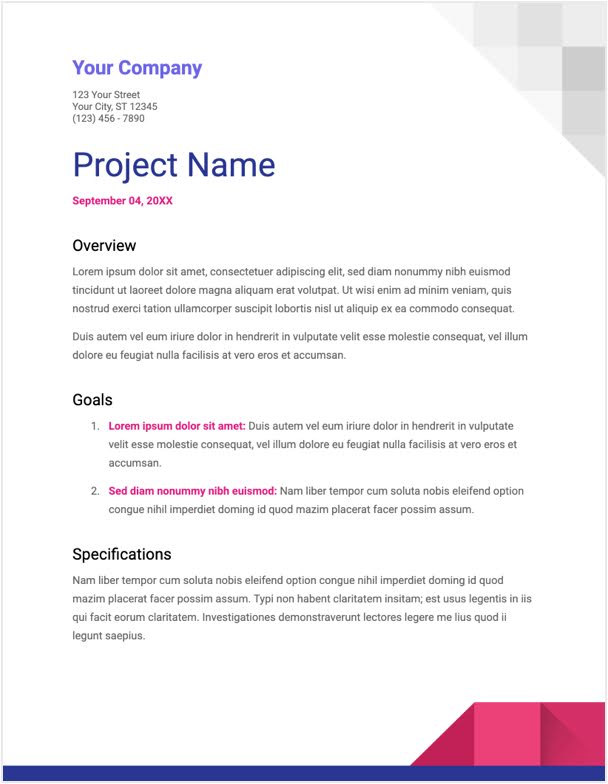 Your Company
123 Your Street
Your City, ST 12345
(123) 456 - 7890
Project Name
September 04, 20XX
Overview
Lorem ipsum dolor sit amet, consectetuer adipiscing elit, sed diam nonummy nibh euismod
tincidunt ut laoreet dolore magna aliquam erat volutpat. Ut wisi enim ad minim veniam, quis
nostrud exerci tation ullamcorper suscipit lobortis nisl ut aliquip ex ea commodo consequat.
Duis autem vel eum iriure dolor in hendrerit in vulputate velit esse molestie consequat, vel illum
dolore eu feugiat nulla facilisis at vero eros et accumsan.
Goals
1. Lorem ipsum dolor sit amet: Duis autem vel eum iriure dolor in hendrerit in vulputate
velit esse molestie consequat, vel illum dolore eu feugiat nulla facilisis at vero eros et
accumsan.
2. Sed diam nonummy nibh euismod: Nam liber tempor cum soluta nobis eleifend option
congue nihil imperdiet doming id quod mazim placerat facer possim assum.
Specifications
Nam liber tempor cum soluta nobis eleifend option congue nihil imperdiet doming id quod
mazim placerat facer possim assum. Typi non habent claritatem insitam; est usus legentis in iis
qui facit eorum claritatem. Investigationes demonstraverunt lectores legere me lius quod ii
legunt saepius.